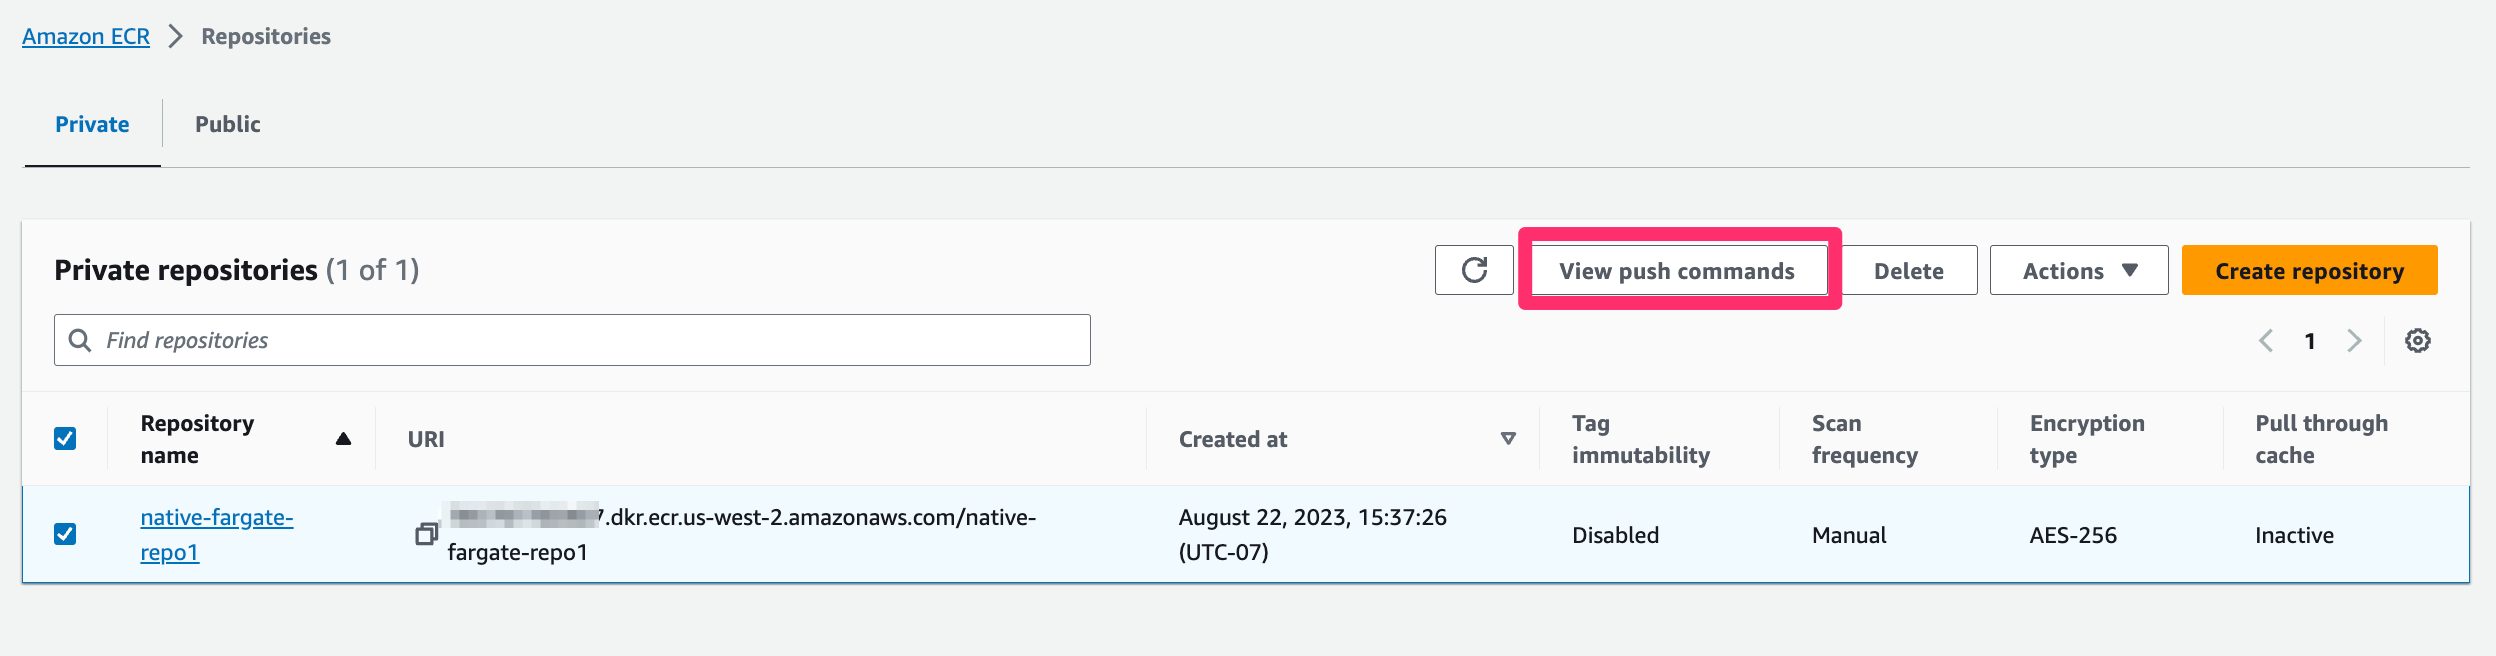 Amazon ECR > Repositories
Private
Public
Private repositories (1 of 1)
View push commands
Delete
Actions
Create repository
Find repositories
1
Repository name
URI
Created at
Tag immutability
Scan frequency
Encryption type
Pull through cache
native-fargate-repo1
.dkr.ecr.us-west-2.amazonaws.com/native-fargate-repo1
August 22, 2023, 15:37:26 (UTC-07)
Disabled
Manual
AES-256
Inactive